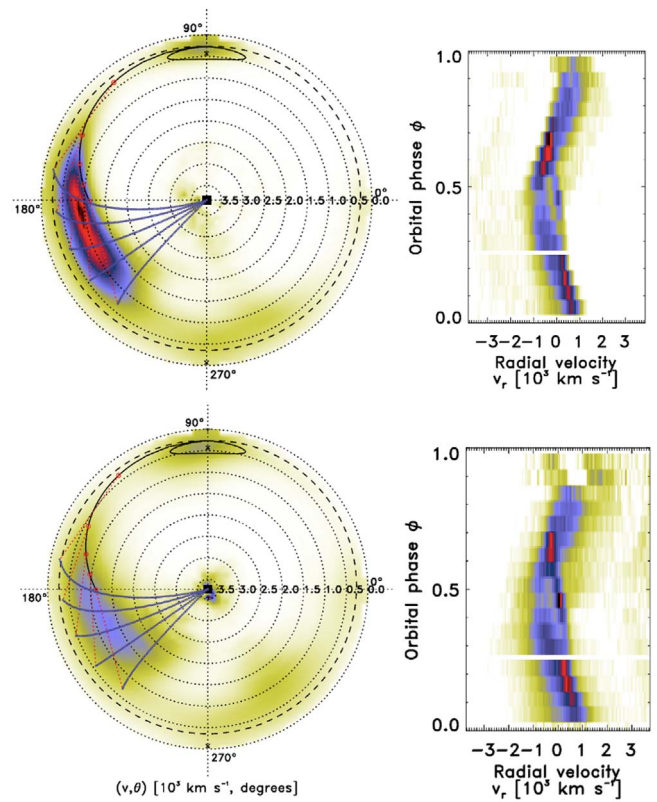 90°
180°
3.5 3.0 2.5 2.0 1.5 1.0 0.5 0.0
0°
270°
1.0
0.5
0.0
Orbital phase ϕ
-3 -2 -1 0 1 2 3
Radial velocity
v_r [10³ km s⁻¹]
90°
180°
3.5 3.0 2.5 2.0 1.5 1.0 0.5 0.0
0°
270°
(v,θ) [10³ km s⁻¹, degrees]
1.0
0.5
0.0
Orbital phase ϕ
-3 -2 -1 0 1 2 3
Radial velocity
v_r [10³ km s⁻¹]